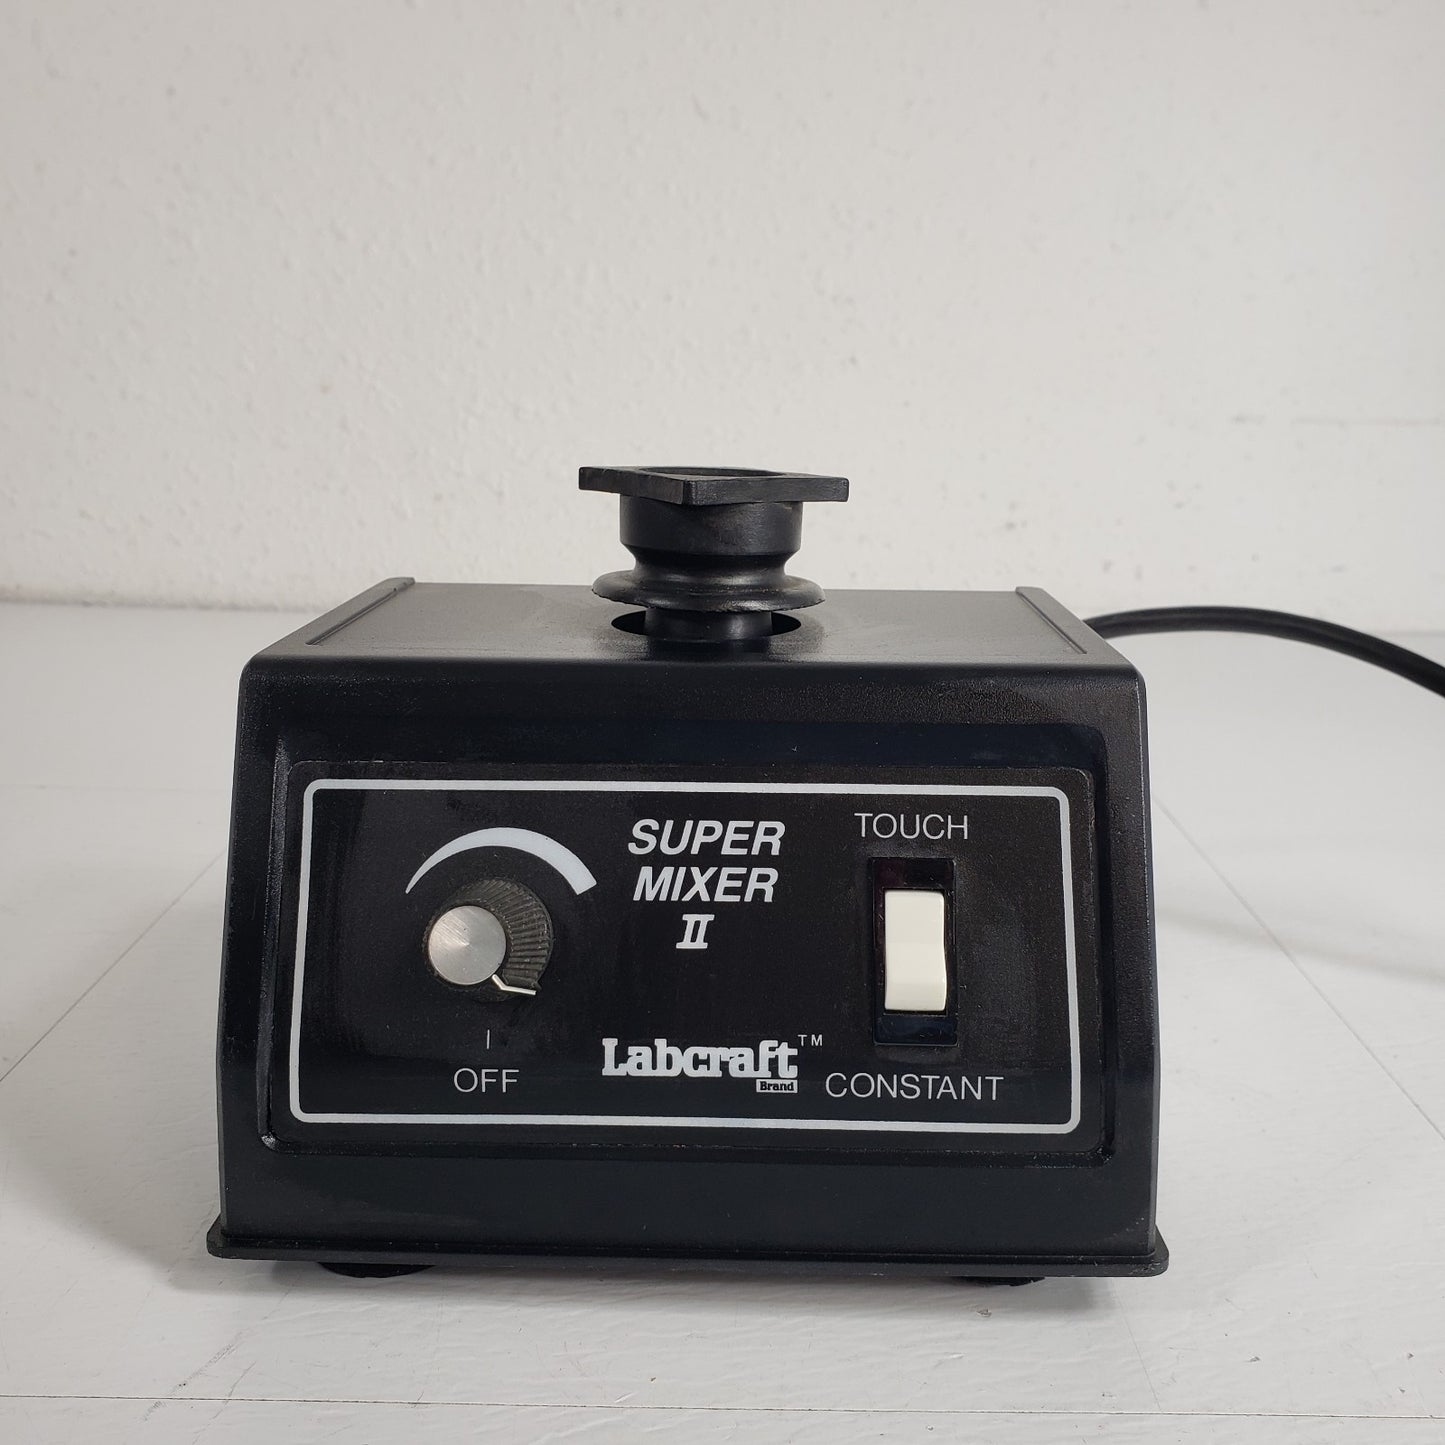 SUPER
MIXER
II
TOUCH
I
OFF
Labcraft™
Brand
CONSTANT